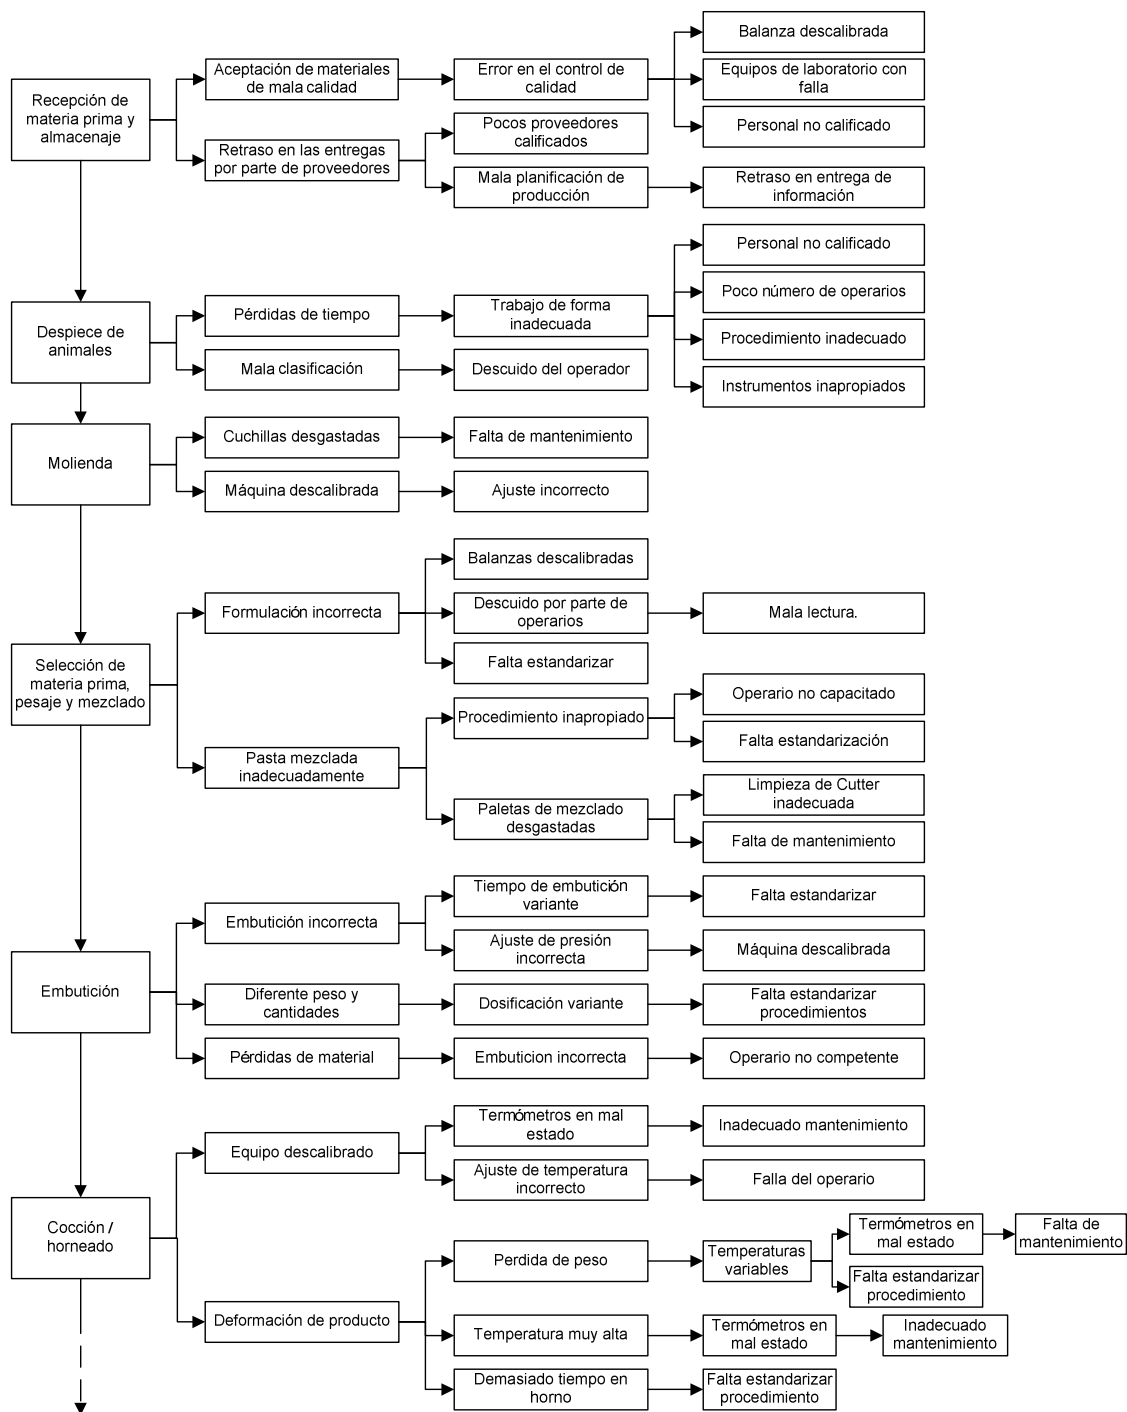 Recepción de
materia prima y
almacenaje
Aceptación de materiales
de mala calidad
Error en el control de
calidad
Balanza descalibrada
Equipos de laboratorio con
falla
Personal no calificado
Retraso en las entregas
por parte de proveedores
Pocos proveedores
calificados
Mala planificación de
producción
Retraso en entrega de
información
Despiece de
animales
Pérdidas de tiempo
Trabajo de forma
inadecuada
Personal no calificado
Poco número de operarios
Procedimiento inadecuado
Instrumentos inapropiados
Mala clasificación
Descuido del operador
Molienda
Cuchillas desgastadas
Falta de mantenimiento
Máquina descalibrada
Ajuste incorrecto
Selección de
materia prima,
pesaje y mezclado
Formulación incorrecta
Balanzas descalibradas
Descuido por parte de
operarios
Mala lectura.
Falta estandarizar
Pasta mezclada
inadecuadamente
Procedimiento inapropiado
Operario no capacitado
Falta estandarización
Paletas de mezclado
desgastadas
Limpieza de Cutter
inadecuada
Falta de mantenimiento
Embutición
Embutición incorrecta
Tiempo de embutición
variante
Falta estandarizar
Ajuste de presión
incorrecta
Máquina descalibrada
Diferente peso y
cantidades
Dosificación variante
Falta estandarizar
procedimientos
Pérdidas de material
Embuticion incorrecta
Operario no competente
Cocción /
horneado
Equipo descalibrado
Termómetros en mal
estado
Inadecuado mantenimiento
Ajuste de temperatura
incorrecto
Falla del operario
Deformación de producto
Perdida de peso
Temperaturas
variables
Termómetros en
mal estado
Falta de
mantenimiento
Falta estandarizar
procedimiento
Temperatura muy alta
Termómetros en
mal estado
Inadecuado
mantenimiento
Demasiado tiempo en
horno
Falta estandarizar
procedimiento